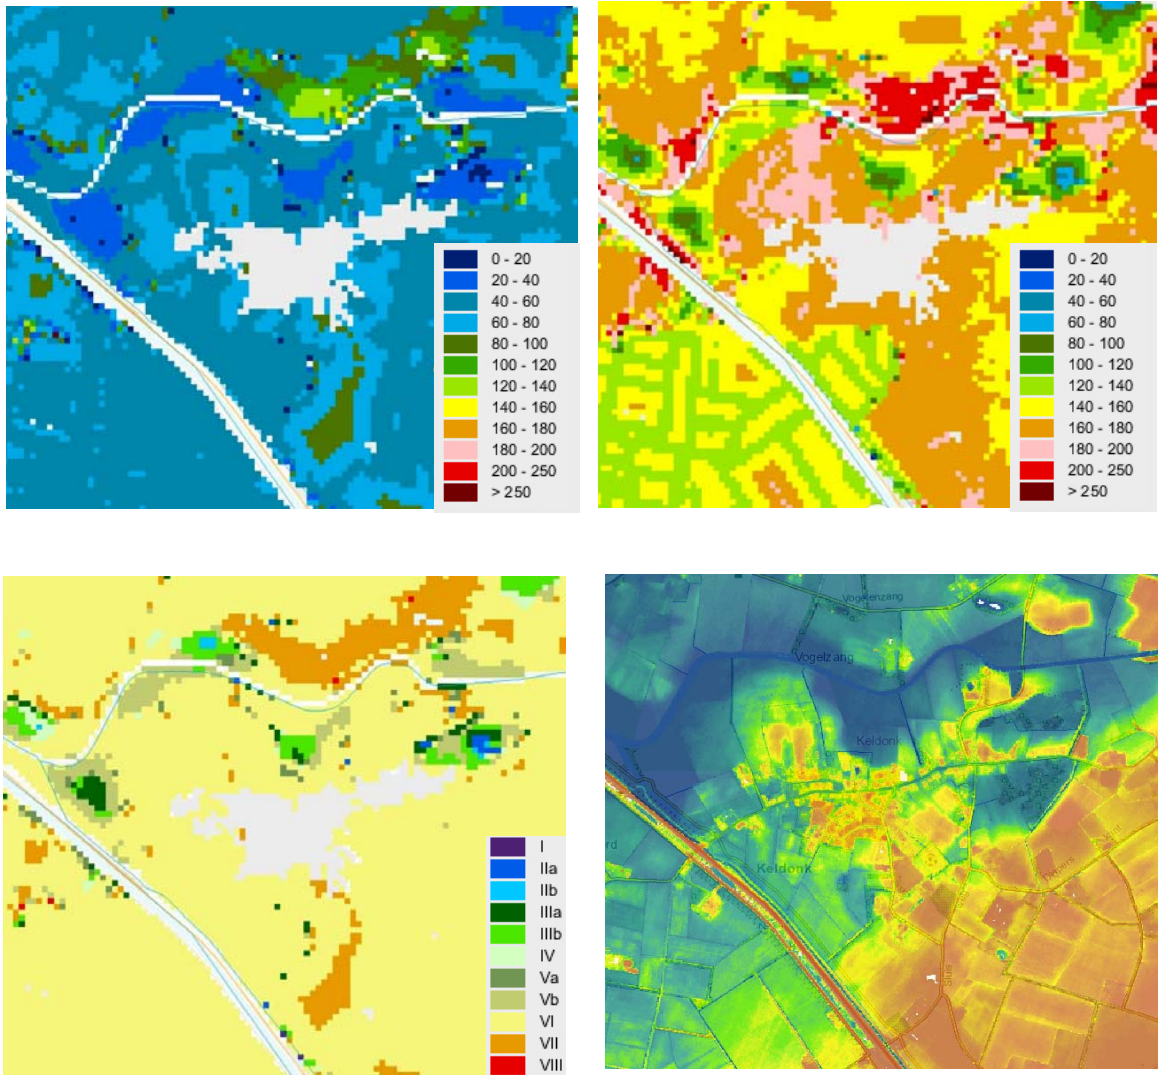 0 - 20
20 - 40
40 - 60
60 - 80
80 - 100
100 - 120
120 - 140
140 - 160
160 - 180
180 - 200
200 - 250
> 250
0 - 20
20 - 40
40 - 60
60 - 80
80 - 100
100 - 120
120 - 140
140 - 160
160 - 180
180 - 200
200 - 250
> 250
I
IIa
IIb
IIIa
IIIb
IV
Va
Vb
VI
VII
VIII
Vogelenzang
Vogelzang
Keldonk
Keldonk